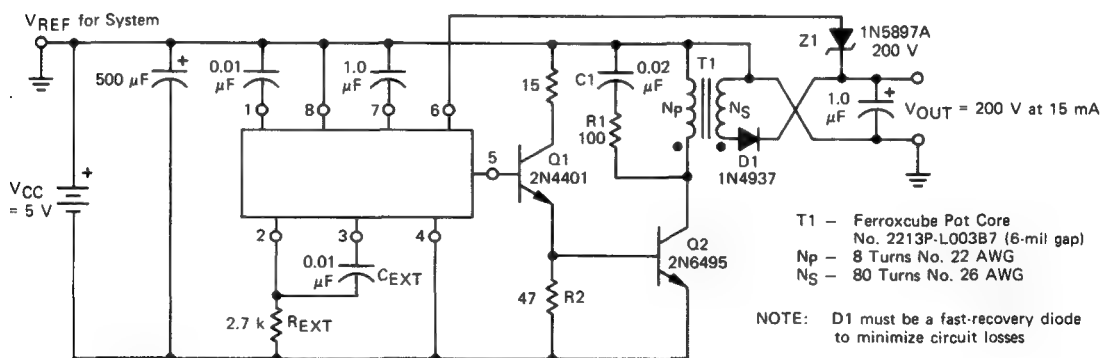 VREF for System
500 µF
+
0.01
µF
1.0
µF
1
8
7
6
15
C1
0.02
µF
R1
100
T1
NP
NS
Z1
1N5897A
200 V
1.0
µF
+
VOUT = 200 V at 15 mA
D1
1N4937
VCC
= 5 V
+
5
Q1
2N4401
2
3
4
0.01
µF
CEXT
2.7 k
REXT
47
R2
Q2
2N6495
T1 – Ferroxcube Pot Core
No. 2213P-L003B7 (6-mil gap)
NP – 8 Turns No. 22 AWG
NS – 80 Turns No. 26 AWG
NOTE: D1 must be a fast-recovery diode
to minimize circuit losses